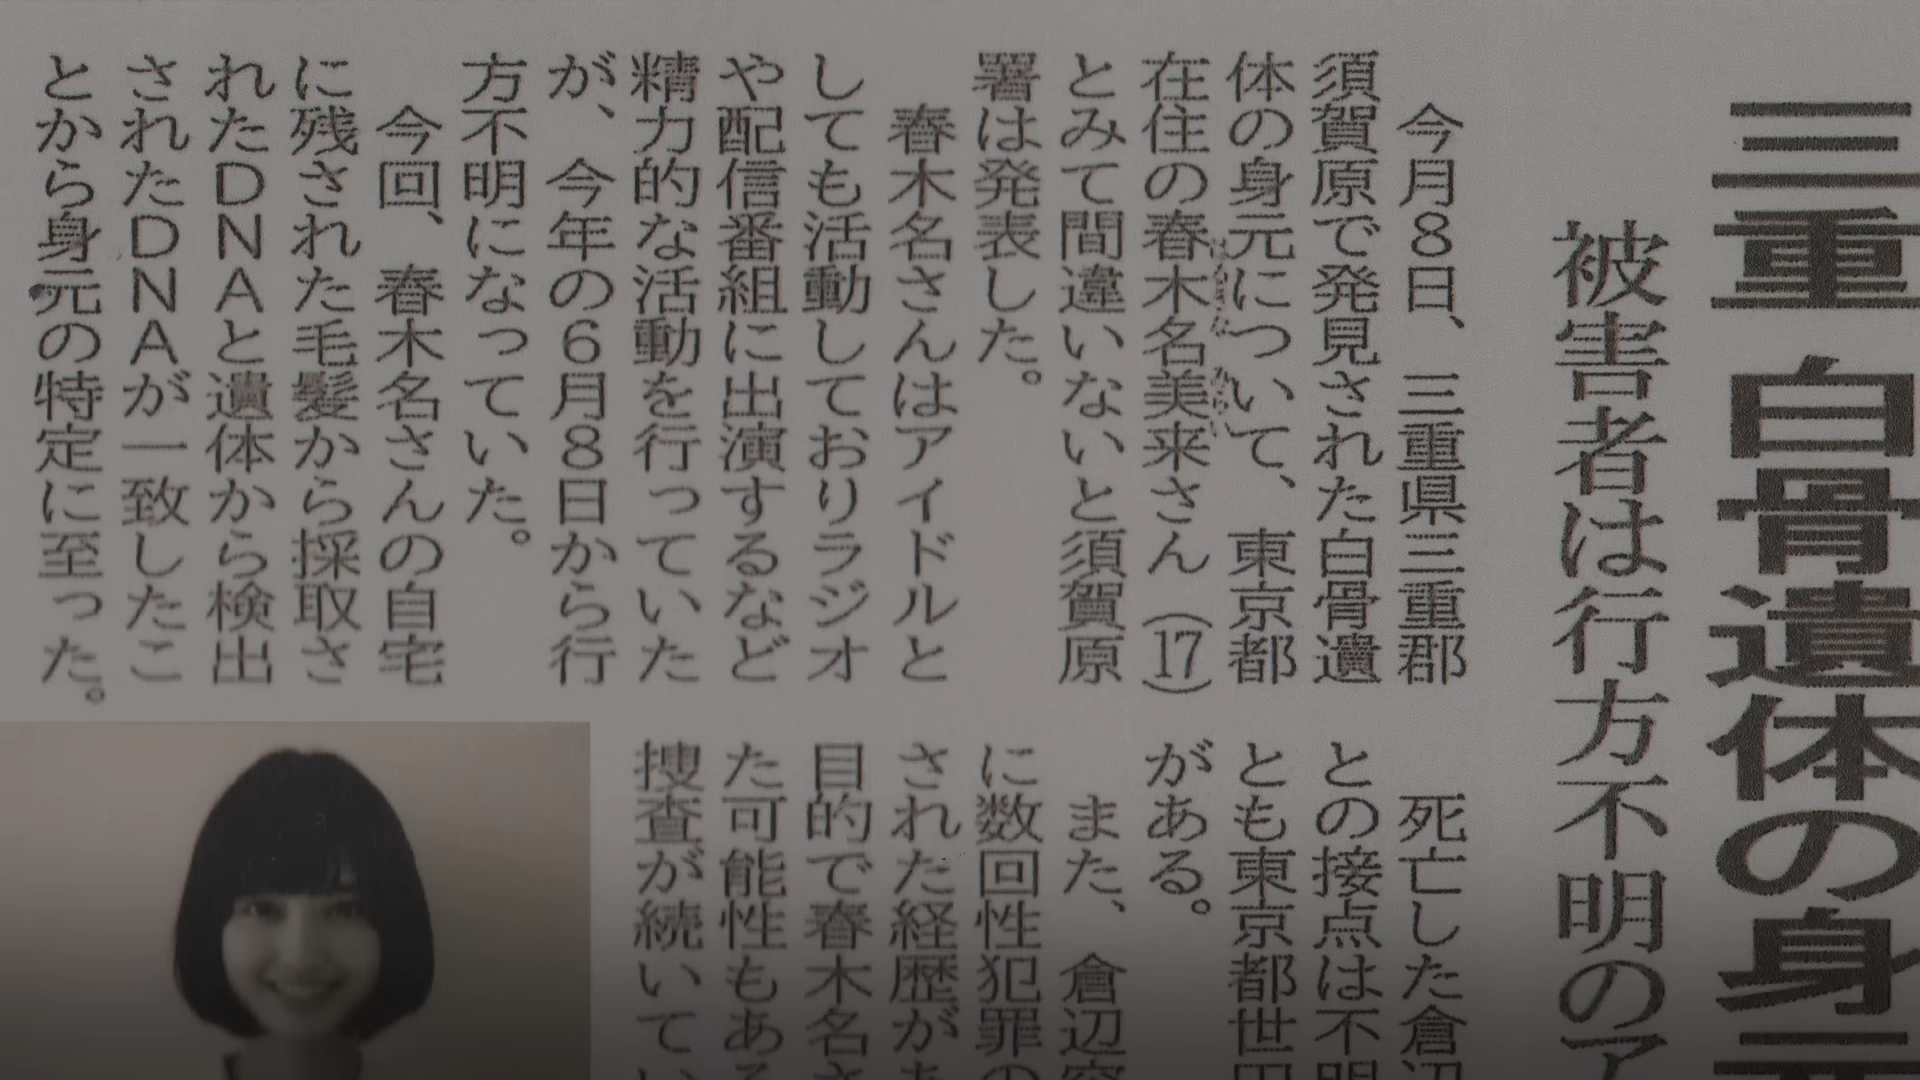 三重 白骨遺体の身元
被害者は行方不明のア
今月8日、三重県三重郡
須賀原で発見された白骨遺
体の身元について、東京都
在住の春木名美来さん(17)
とみて間違いないと須賀原
署は発表した。
春木名さんはアイドルと
しても活動しておりラジオ
や配信番組に出演するなど
精力的な活動を行っていた
が、今年の6月8日から行
方不明になっていた。
今回、春木名さんの自宅
に残された毛髪から採取さ
れたDNAと遺体から検出
されたDNAが一致したこ
とから身元の特定に至った。
死亡した倉辺
との接点は不明
とも東京都世田
がある。
また、倉辺容
に数回性犯罪の
された経歴があ
目的で春木名さ
た可能性もある
捜査が続いてい